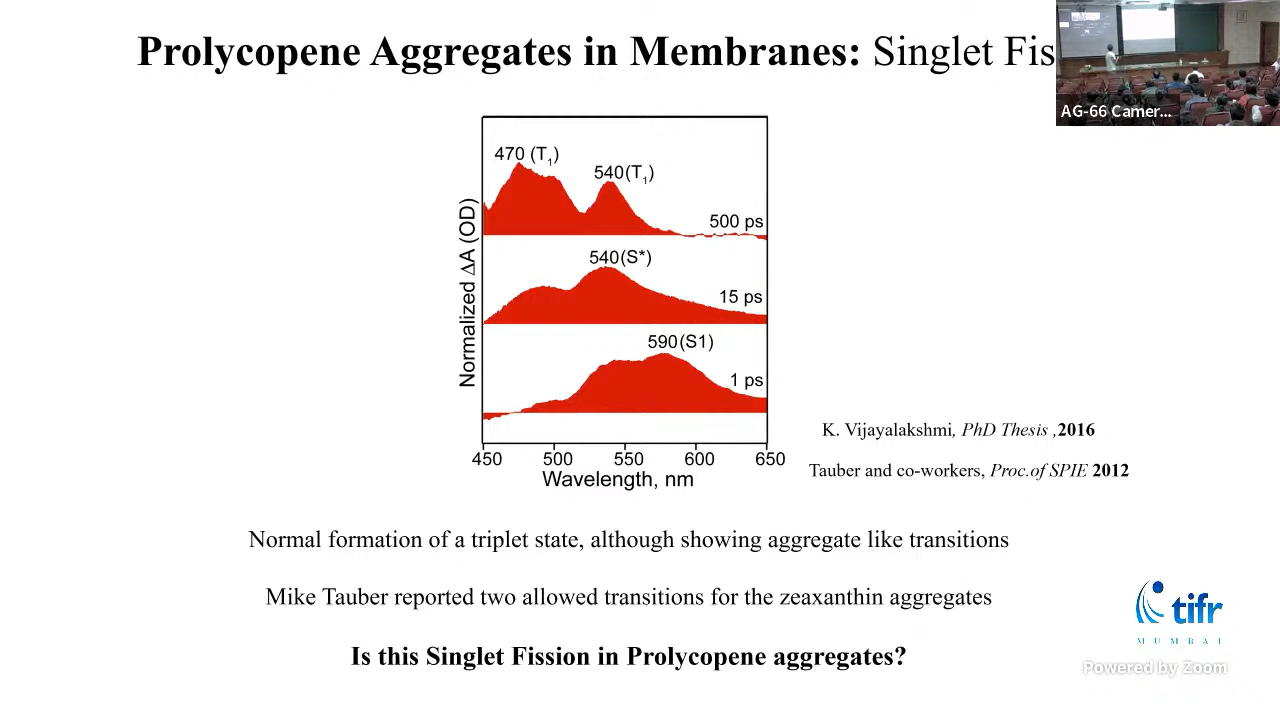 Prolycopene Aggregates in Membranes: Singlet Fis
AG-66 Camer...
470 (T1)
540(T1)
500 ps
540(S*)
15 ps
590(S1)
1 ps
Normalized ΔA (OD)
450 500 550 600 650
Wavelength, nm
K. Vijayalakshmi, PhD Thesis ,2016
Tauber and co-workers, Proc.of SPIE 2012
Normal formation of a triplet state, although showing aggregate like transitions
Mike Tauber reported two allowed transitions for the zeaxanthin aggregates
Is this Singlet Fission in Prolycopene aggregates?
tifr
MUMBAI
Powered by Zoom